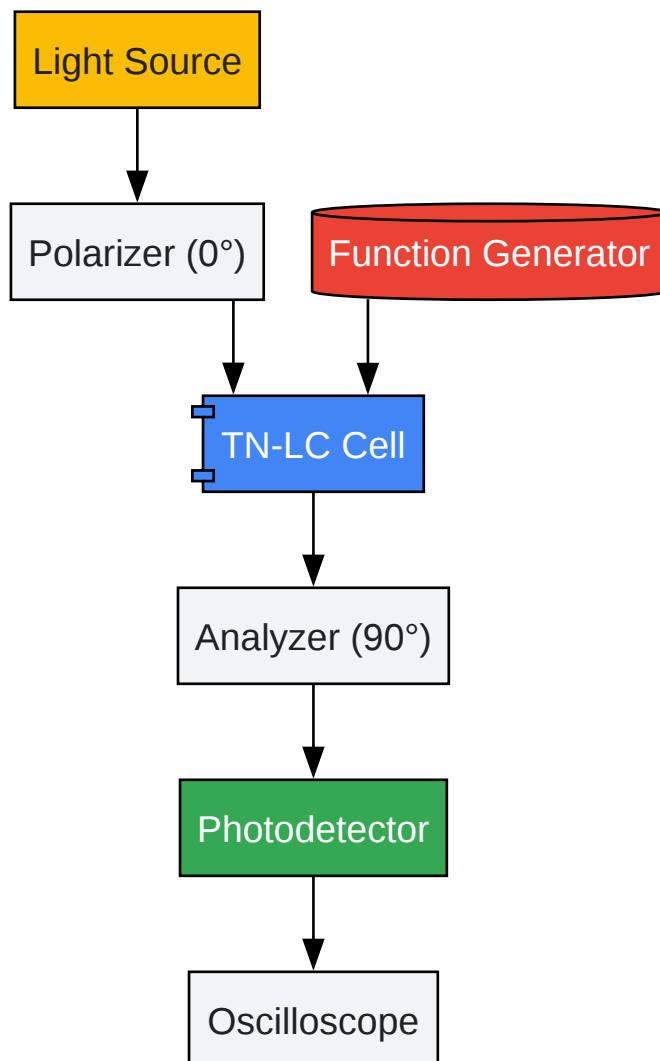 Light Source
Polarizer (0°)
Function Generator
TN-LC Cell
Analyzer (90°)
Photodetector
Oscilloscope